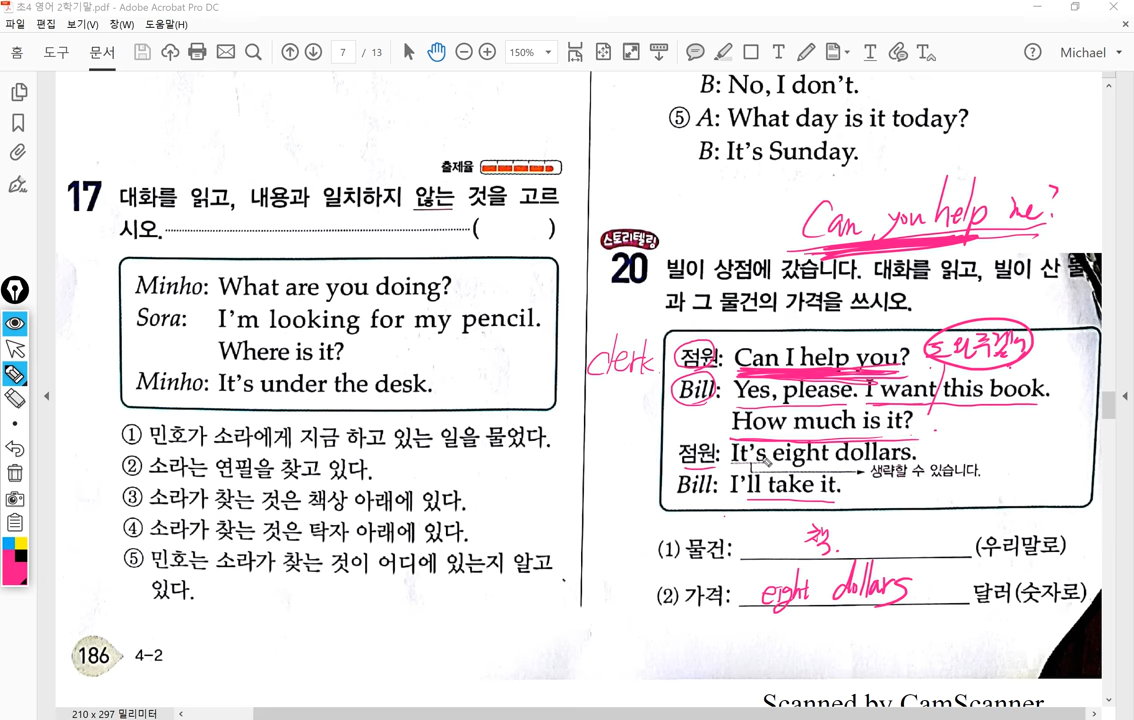 초4 영어 2학기말.pdf - Adobe Acrobat Pro DC
파일 편집 보기(V) 창(W) 도움말(H)
홈 도구 문서 7 / 13 150% Michael
출제율
17 대화를 읽고, 내용과 일치하지 않는 것을 고르
시오. ( )
Minho: What are you doing?
Sora: I'm looking for my pencil.
Where is it?
Minho: It's under the desk.
① 민호가 소라에게 지금 하고 있는 일을 물었다.
② 소라는 연필을 찾고 있다.
③ 소라가 찾는 것은 책상 아래에 있다.
④ 소라가 찾는 것은 탁자 아래에 있다.
⑤ 민호는 소라가 찾는 것이 어디에 있는지 알고
있다.
186 4-2
B: No, I don't.
⑤ A: What day is it today?
B: It's Sunday.
Can you help me?
스토리텔링
20 빌이 상점에 갔습니다. 대화를 읽고, 빌이 산 물
과 그 물건의 가격을 쓰시오.
clerk 점원: Can I help you?
Bill: Yes, please. I want this book.
How much is it?
점원: It's eight dollars.
생략할 수 있습니다.
Bill: I'll take it.
(1) 물건: 책. (우리말로)
(2) 가격: eight dollars 달러(숫자로)
Scanned by CamScanner
210 x 297 밀리미터